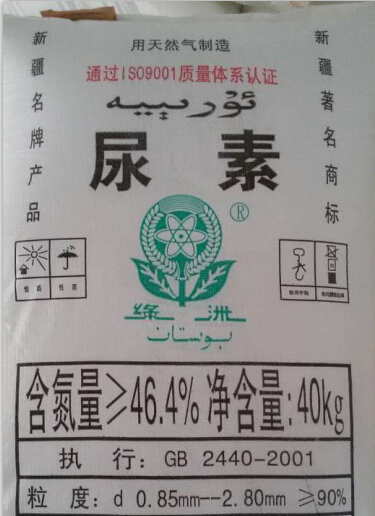 用天然气制造
通过ISO9001质量体系认证
新疆名牌产品
新疆著名商标
ئۇرىيە
尿素
®
绿洲
بوستان
含氮量≥46.4% 净含量:40kg
执行: GB 2440-2001
粒度: d 0.85mm--2.80mm ≥90%